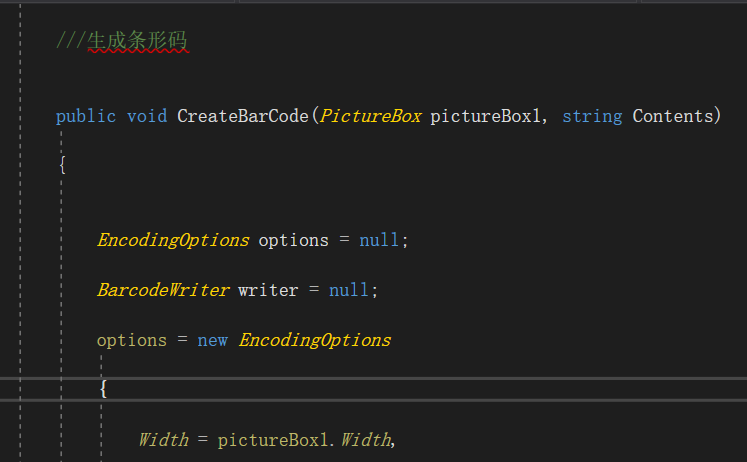 ///生成条形码
public void CreateBarCode(PictureBox pictureBox1, string Contents)
{
EncodingOptions options = null;
BarcodeWriter writer = null;
options = new EncodingOptions
{
Width = pictureBox1.Width,